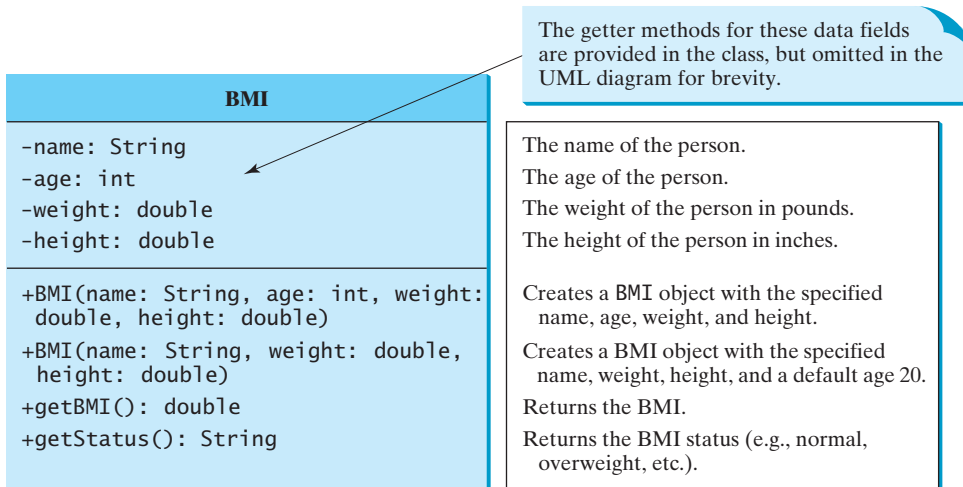 The getter methods for these data fields
are provided in the class, but omitted in the
UML diagram for brevity.
BMI
-name: String
-age: int
-weight: double
-height: double
The name of the person.
The age of the person.
The weight of the person in pounds.
The height of the person in inches.
+BMI(name: String, age: int, weight:
double, height: double)
+BMI(name: String, weight: double,
height: double)
+getBMI(): double
+getStatus(): String
Creates a BMI object with the specified
name, age, weight, and height.
Creates a BMI object with the specified
name, weight, height, and a default age 20.
Returns the BMI.
Returns the BMI status (e.g., normal,
overweight, etc.).